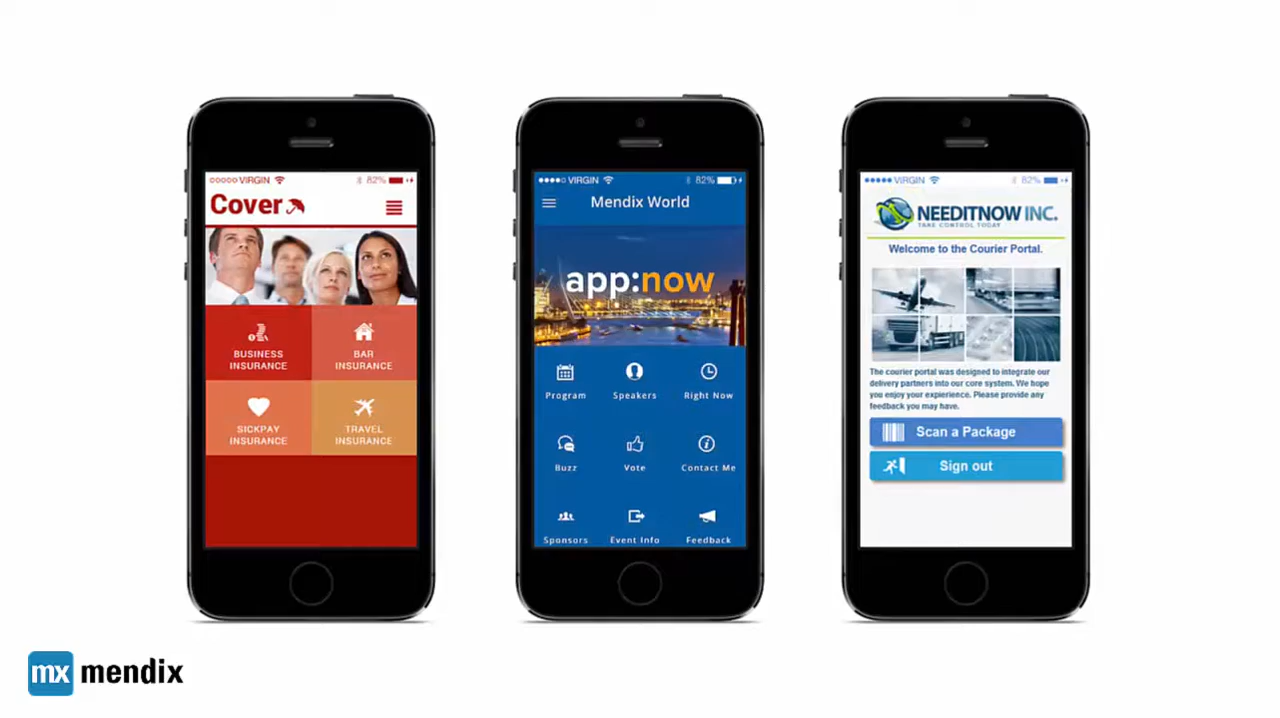 VIRGIN 82%
Cover
BUSINESS INSURANCE
BAR INSURANCE
SICKPAY INSURANCE
TRAVEL INSURANCE
VIRGIN 82%
Mendix World
app:now
Program Speakers Right Now
Buzz Vote Contact Me
Sponsors Event Info Feedback
VIRGIN 82%
NEEDITNOW INC.
TAKE CONTROL TODAY
Welcome to the Courier Portal.
The courier portal was designed to integrate our
delivery partners into our core system. We hope
you enjoy your expierience. Please provide any
feedback you may have.
Scan a Package
Sign out
mx mendix